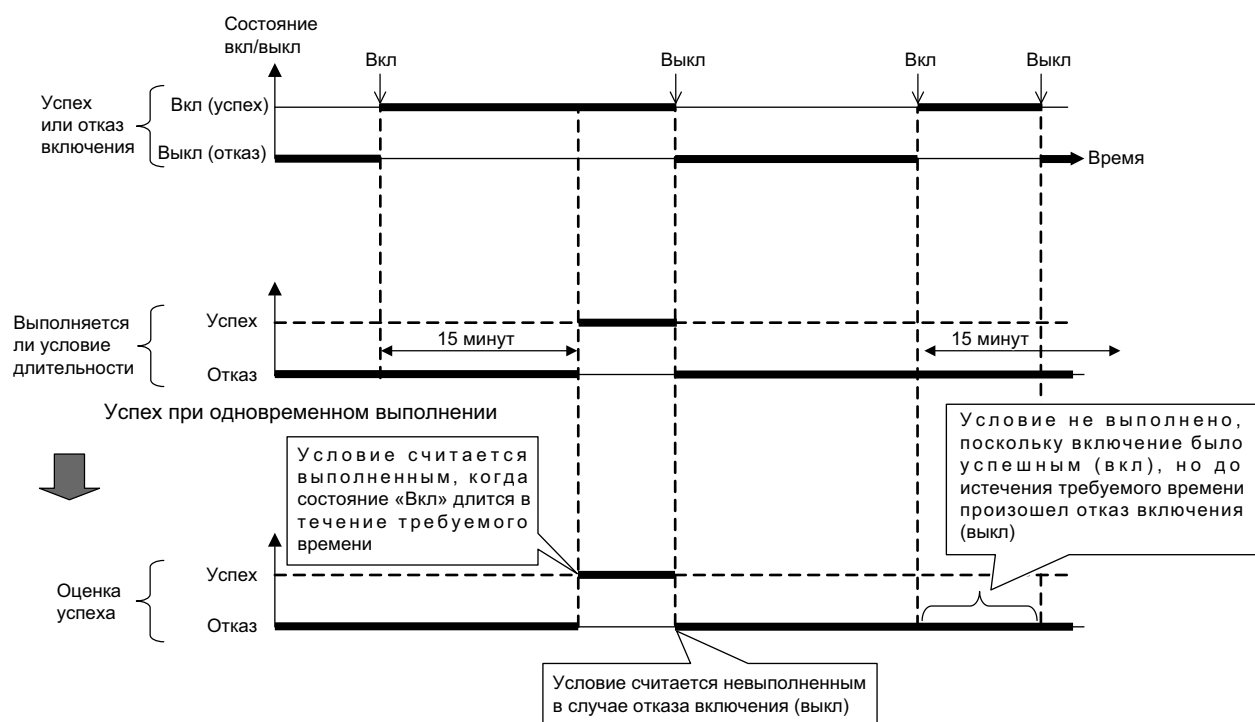 Состояние
вкл/выкл
Вкл
Выкл
Вкл
Выкл
Успех
или отказ
включения
Вкл (успех)
Выкл (отказ)
Время
Выполняется
ли условие
длительности
Успех
15 минут
15 минут
Отказ
Успех при одновременном выполнении
Условие считается
выполненным, когда
состояние «Вкл» длится в
течение требуемого
времени
Условие не выполнено,
поскольку включение было
успешным (вкл), но до
истечения требуемого времени
произошел отказ включения
(выкл)
Оценка
успеха
Успех
Отказ
Условие считается невыполненным
в случае отказа включения (выкл)